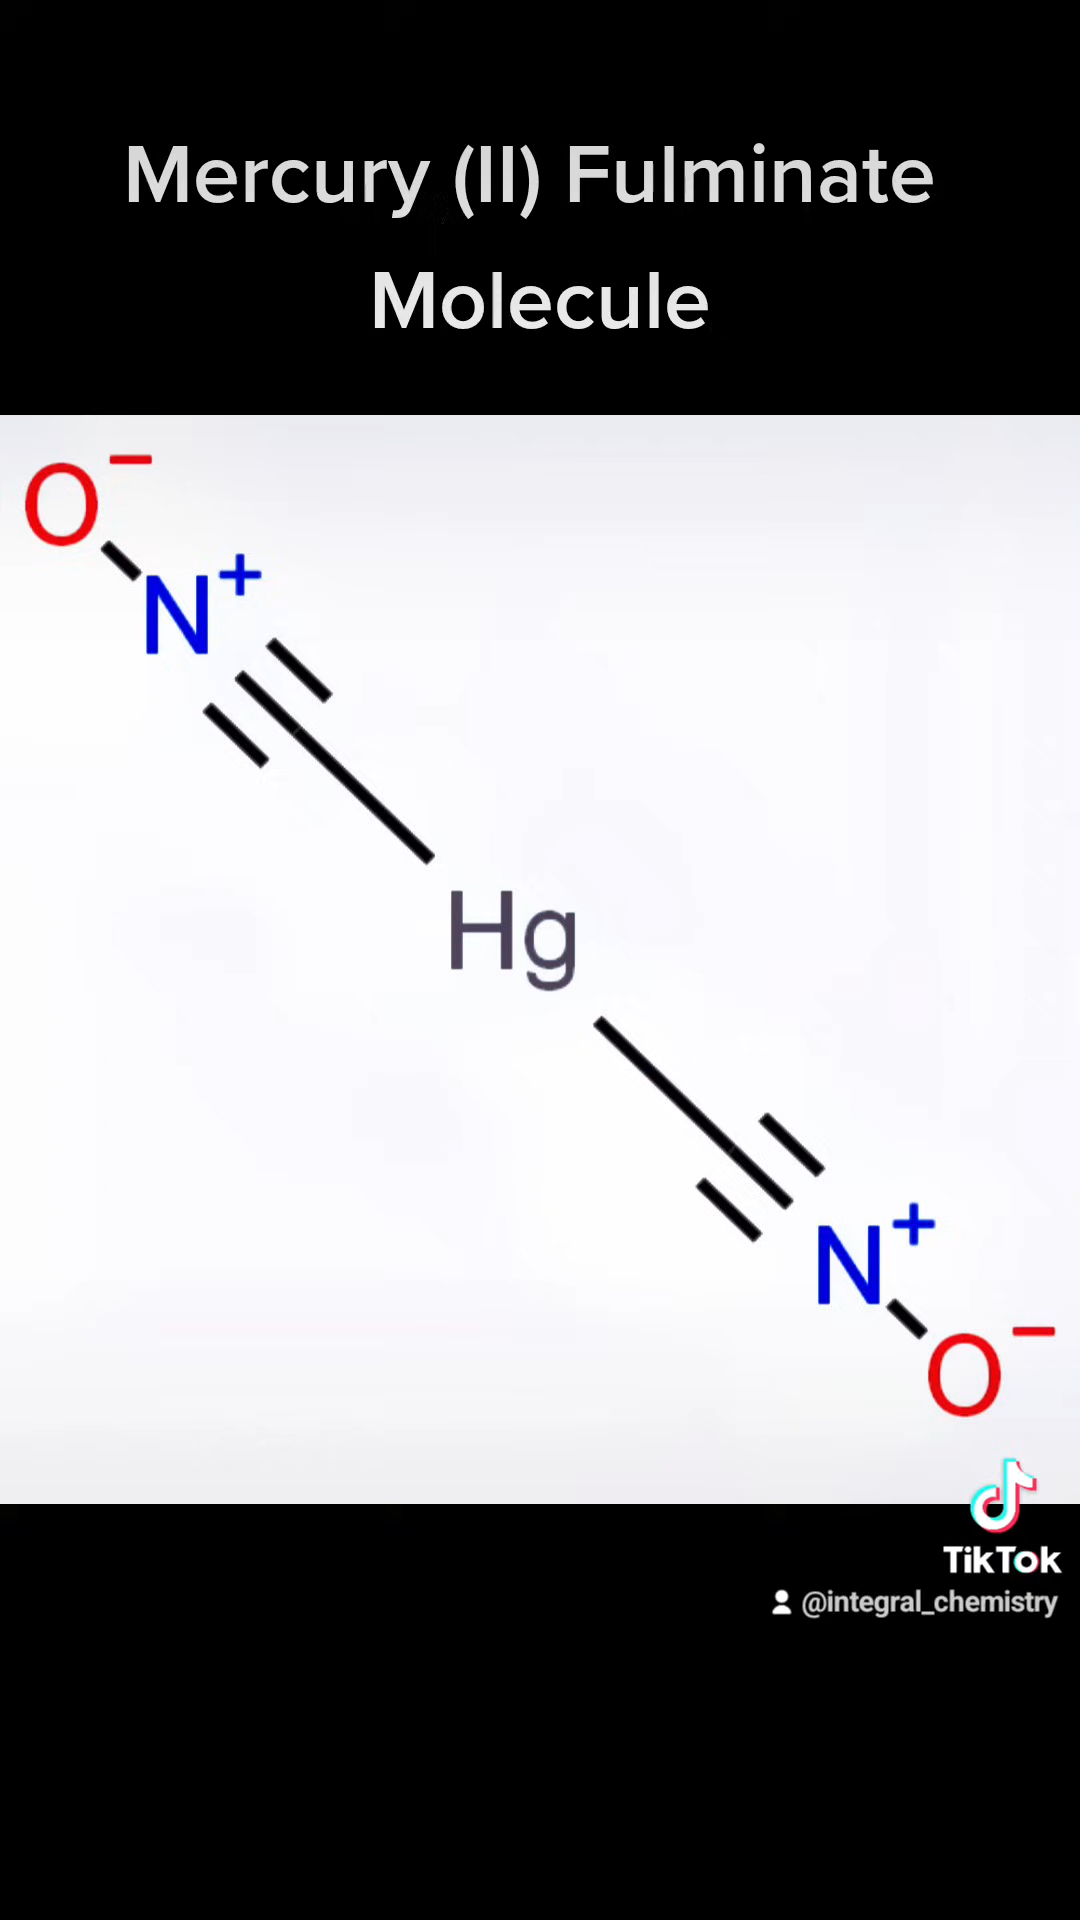 Mercury (II) Fulminate
Molecule
O−
N+
Hg
N+
O−
TikTok
@integral_chemistry